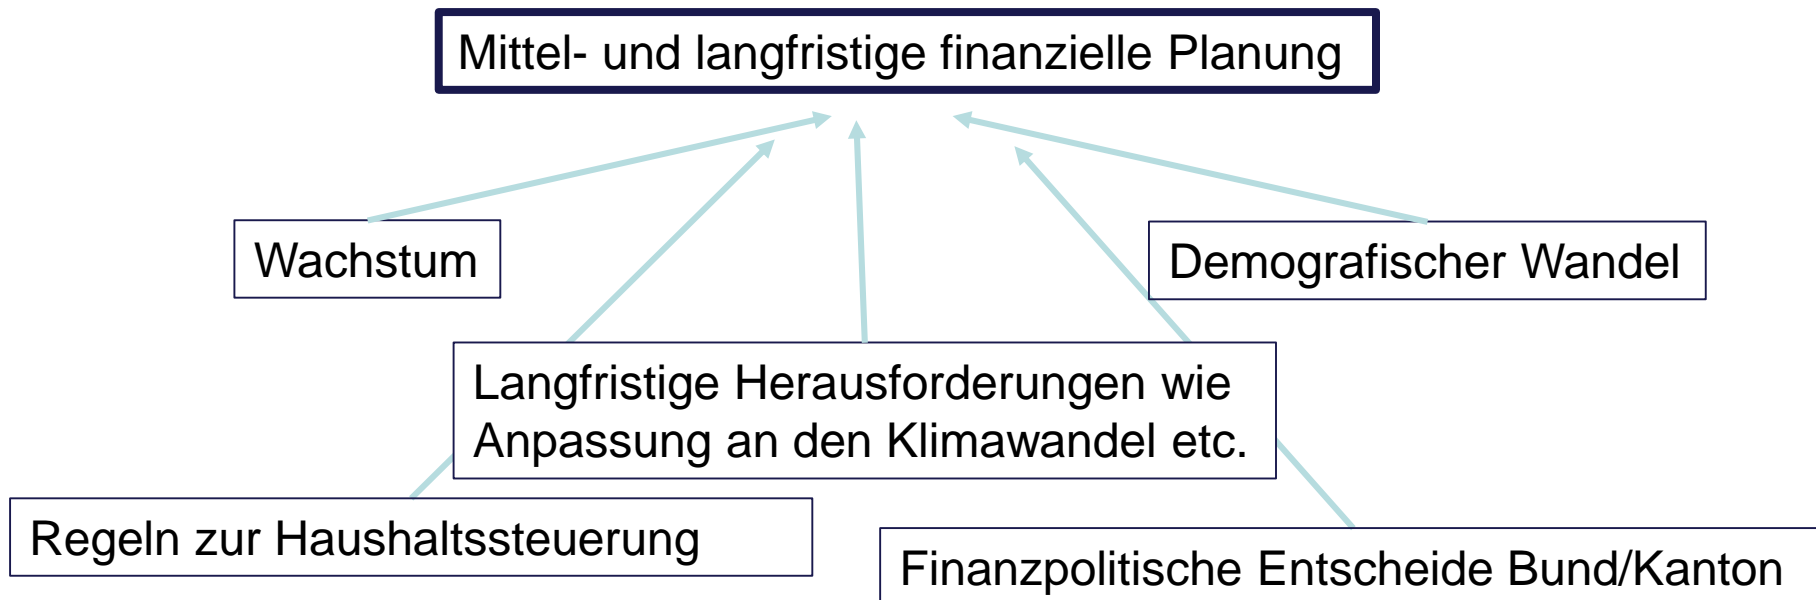 Mittel- und langfristige finanzielle Planung
Wachstum
Demografischer Wandel
Langfristige Herausforderungen wie
Anpassung an den Klimawandel etc.
Regeln zur Haushaltssteuerung
Finanzpolitische Entscheide Bund/Kanton